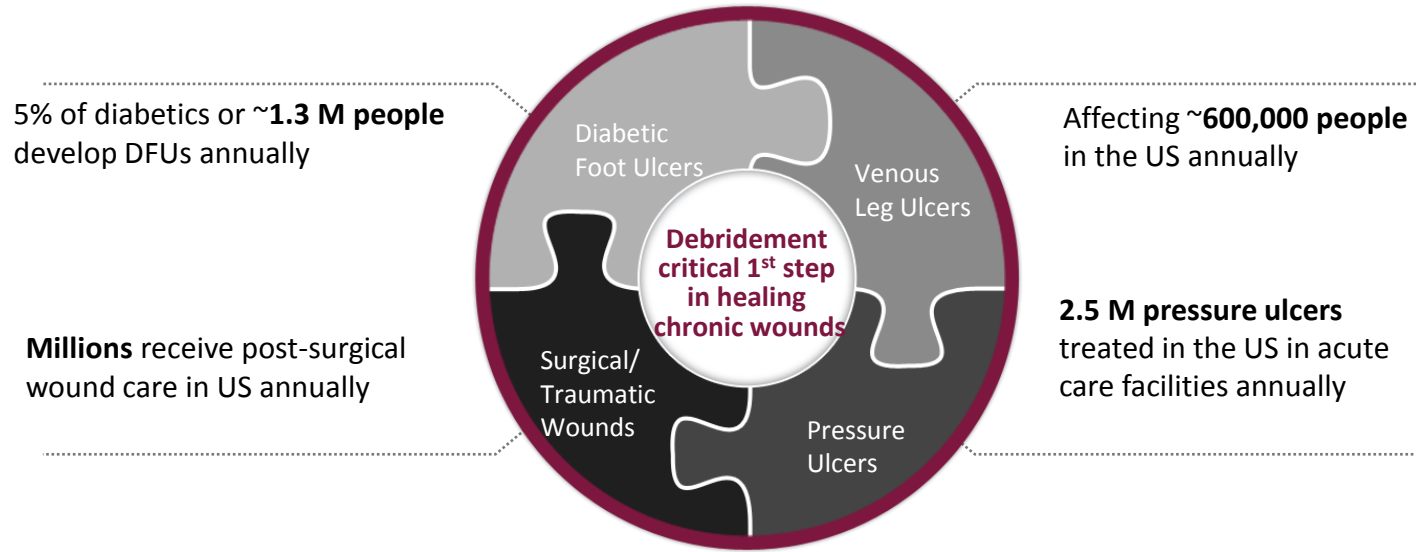 5% of diabetics or ~1.3 M people
develop DFUs annually
Diabetic
Foot Ulcers
Venous
Leg Ulcers
Affecting ~600,000 people
in the US annually
Debridement
critical 1st step
in healing
chronic wounds
Millions receive post-surgical
wound care in US annually
Surgical/
Traumatic
Wounds
Pressure
Ulcers
2.5 M pressure ulcers
treated in the US in acute
care facilities annually